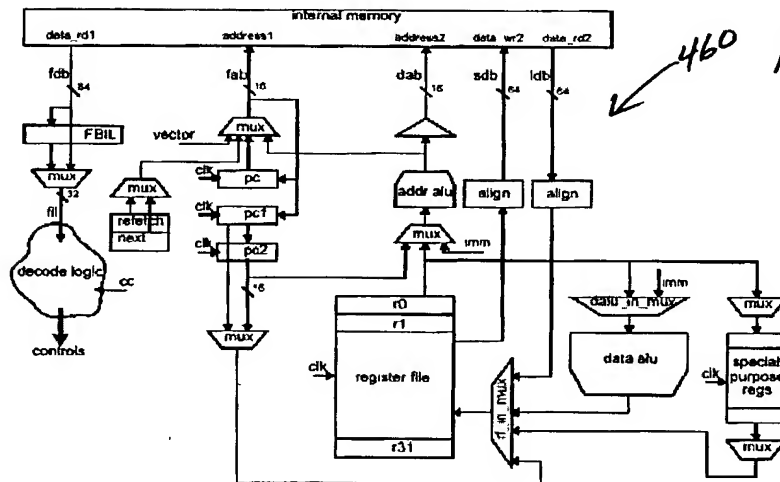 internal memory
data_rd1 address1 address2 data_wr2 data_rd2
460
fdb fab dab sdb ldb
64 16 16 64 64
FBIL
vector
mux
mux
clk
pc
addr alu
align
align
mux
32
fil
mux
refetch
next
clk
pc1
clk
pc2
mux
imm
decode logic
cc
16
controls
mux
r0
r1
clk
register file
r31
rf_in_mux
imm
dalu_in_mux
data alu
mux
clk
special
purpose
regs
mux